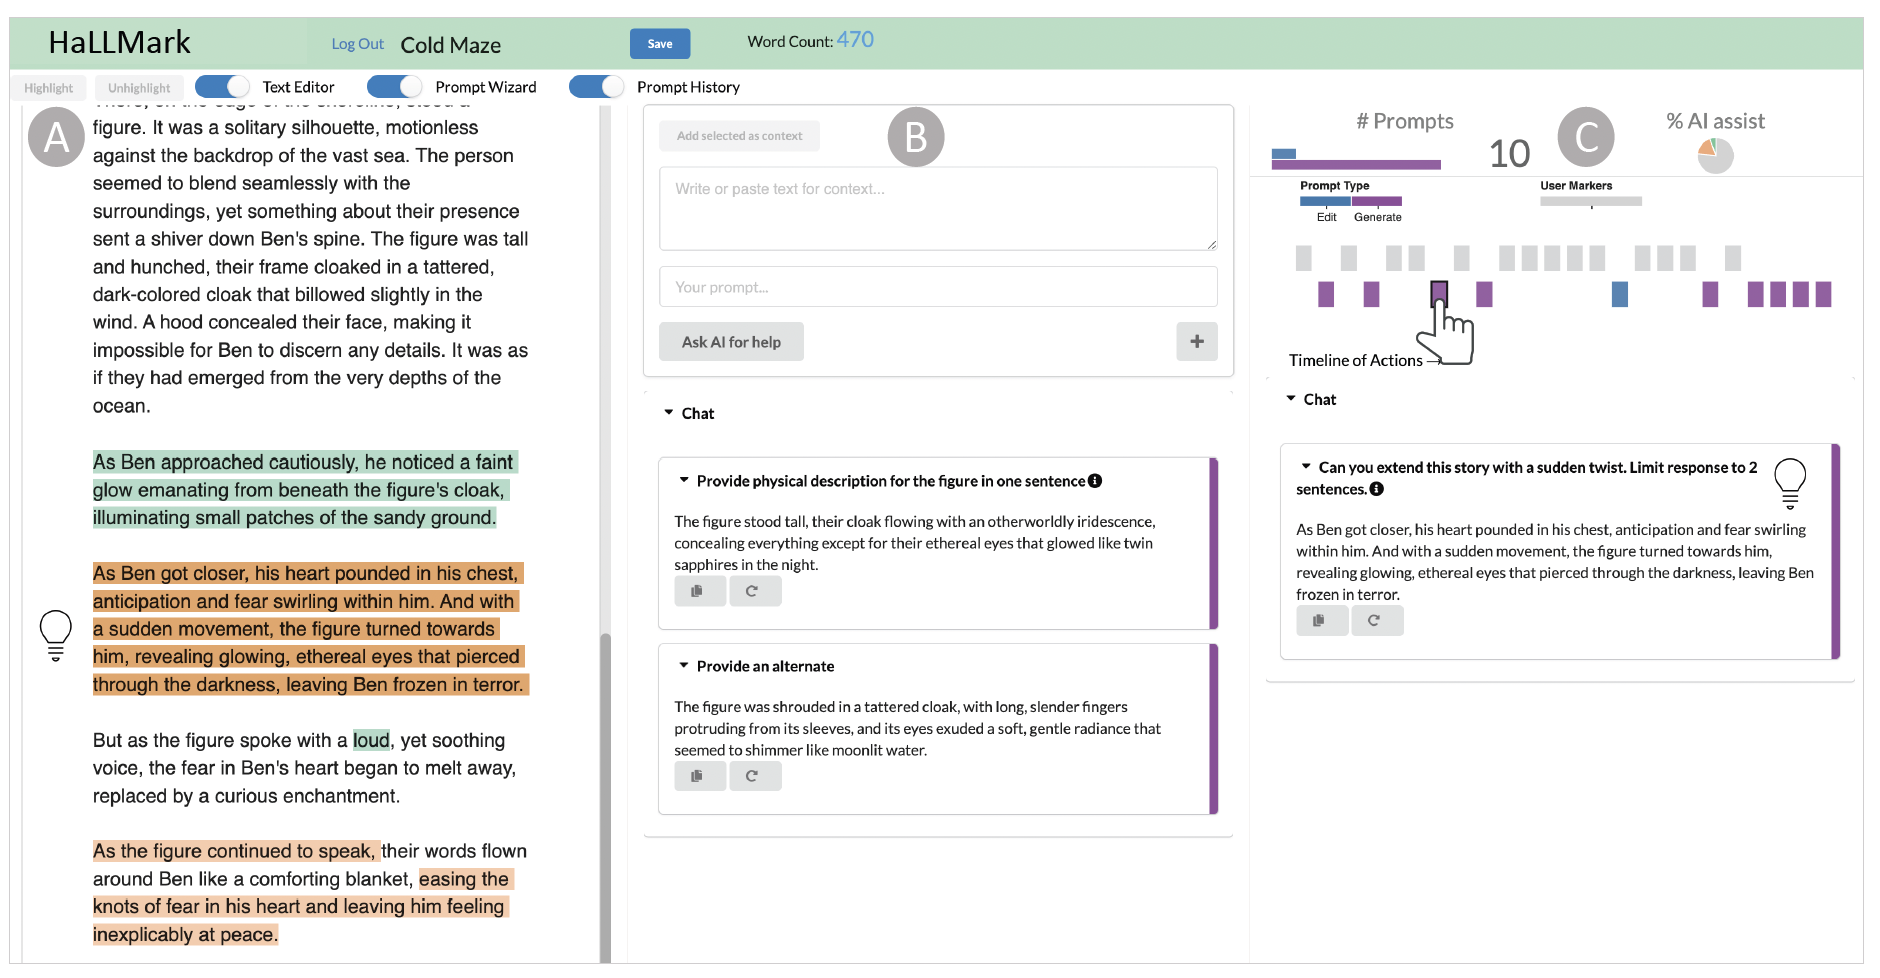 HaLLMark
Log Out
Cold Maze
Save
Word Count: 470
Highlight
Unhighlight
Text Editor
Prompt Wizard
Prompt History
A
There, on the edge of the shoreline, stood a
figure. It was a solitary silhouette, motionless
against the backdrop of the vast sea. The person
seemed to blend seamlessly with the
surroundings, yet something about their presence
sent a shiver down Ben's spine. The figure was tall
and hunched, their frame cloaked in a tattered,
dark-colored cloak that billowed slightly in the
wind. A hood concealed their face, making it
impossible for Ben to discern any details. It was as
if they had emerged from the very depths of the
ocean.
As Ben approached cautiously, he noticed a faint
glow emanating from beneath the figure's cloak,
illuminating small patches of the sandy ground.
As Ben got closer, his heart pounded in his chest,
anticipation and fear swirling within him. And with
a sudden movement, the figure turned towards
him, revealing glowing, ethereal eyes that pierced
through the darkness, leaving Ben frozen in terror.
But as the figure spoke with a loud, yet soothing
voice, the fear in Ben's heart began to melt away,
replaced by a curious enchantment.
As the figure continued to speak, their words flown
around Ben like a comforting blanket, easing the
knots of fear in his heart and leaving him feeling
inexplicably at peace.
Add selected as context
B
Write or paste text for context...
Your prompt...
Ask AI for help
+
Chat
Provide physical description for the figure in one sentence
The figure stood tall, their cloak flowing with an otherworldly iridescence,
concealing everything except for their ethereal eyes that glowed like twin
sapphires in the night.
Provide an alternate
The figure was shrouded in a tattered cloak, with long, slender fingers
protruding from its sleeves, and its eyes exuded a soft, gentle radiance that
seemed to shimmer like moonlit water.
# Prompts
10
C
% AI assist
Prompt Type
Edit
Generate
User Markers
Timeline of Actions →
Chat
Can you extend this story with a sudden twist. Limit response to 2
sentences.
As Ben got closer, his heart pounded in his chest, anticipation and fear swirling
within him. And with a sudden movement, the figure turned towards him,
revealing glowing, ethereal eyes that pierced through the darkness, leaving Ben
frozen in terror.